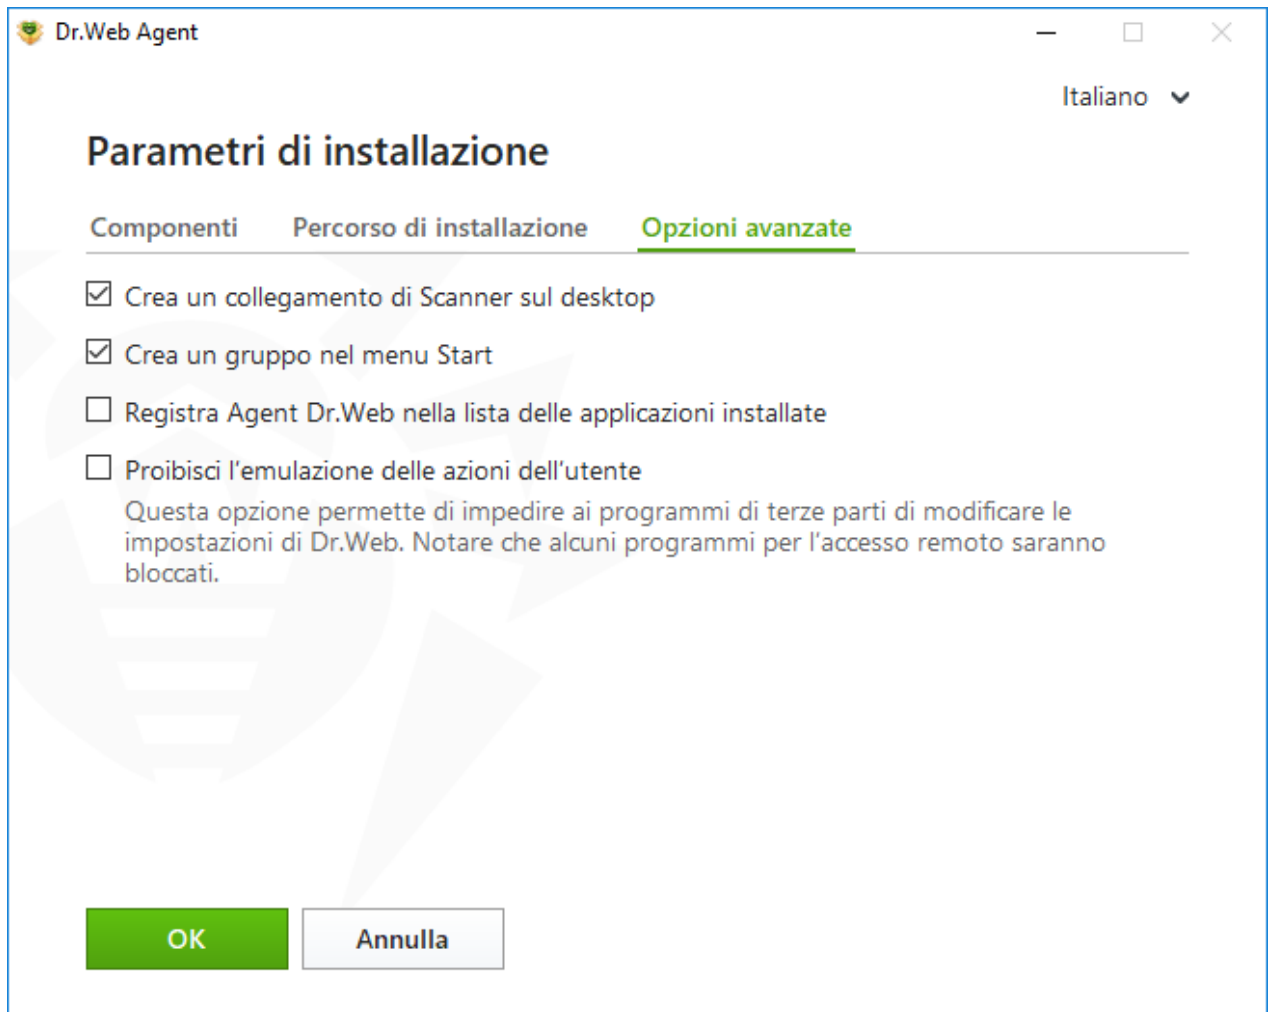 Dr.Web Agent
Italiano
Parametri di installazione
Componenti Percorso di installazione Opzioni avanzate
Crea un collegamento di Scanner sul desktop
Crea un gruppo nel menu Start
Registra Agent Dr.Web nella lista delle applicazioni installate
Proibisci l'emulazione delle azioni dell'utente
Questa opzione permette di impedire ai programmi di terze parti di modificare le
impostazioni di Dr.Web. Notare che alcuni programmi per l'accesso remoto saranno
bloccati.
OK Annulla